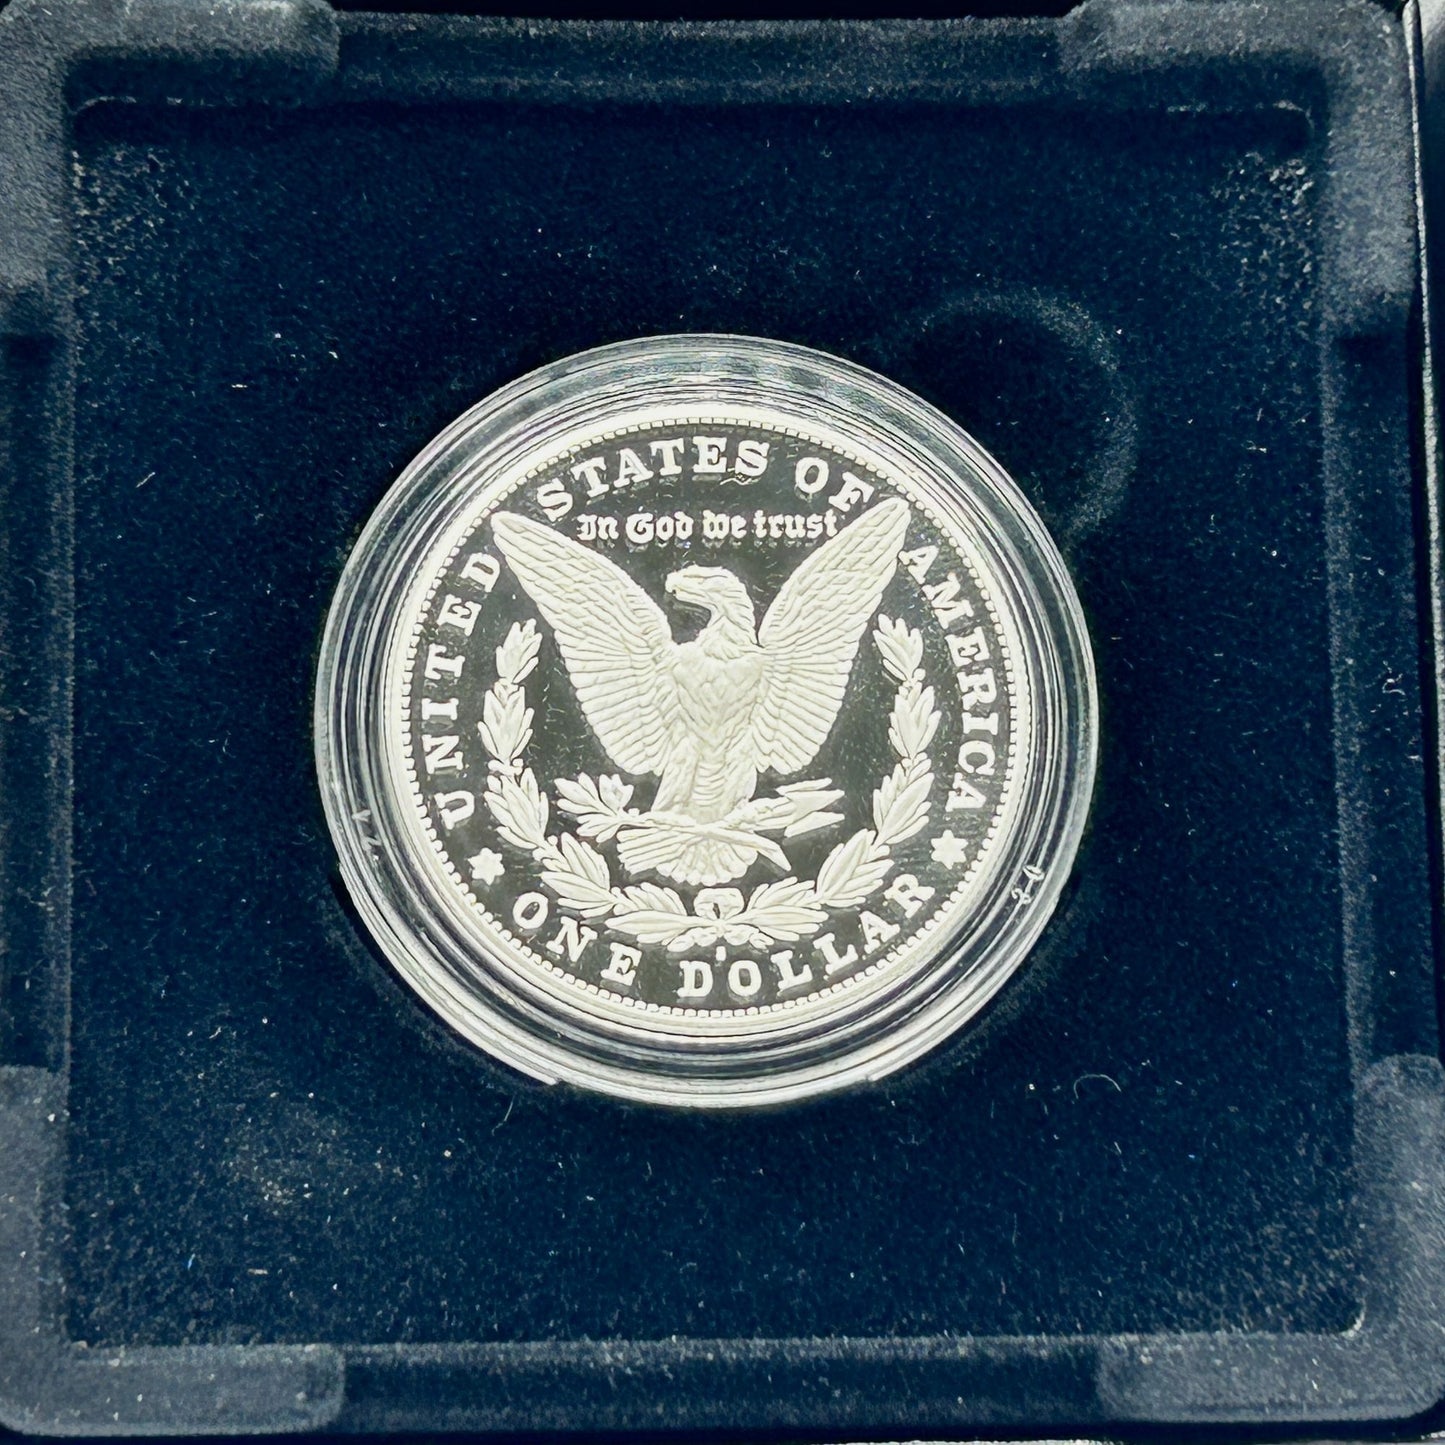 UNITED STATES OF AMERICA
In God we trust
ONE DOLLAR